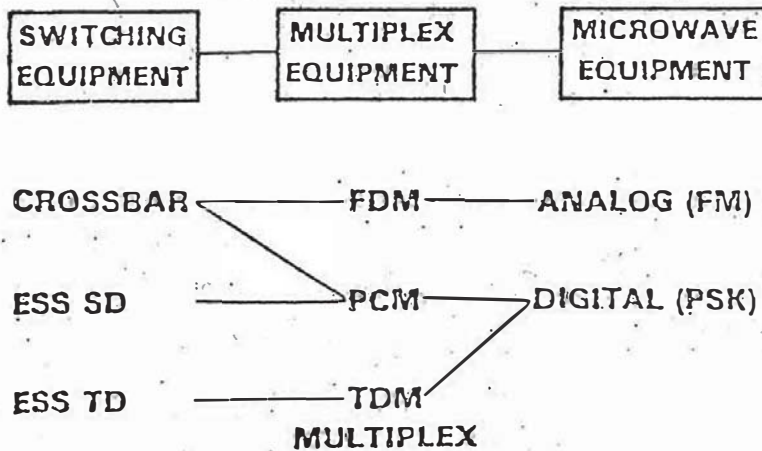 SWITCHING EQUIPMENT
MULTIPLEX EQUIPMENT
MICROWAVE EQUIPMENT
CROSSBAR FDM ANALOG (FM)
ESS SD PCM DIGITAL (PSK)
ESS TD TDM
MULTIPLEX